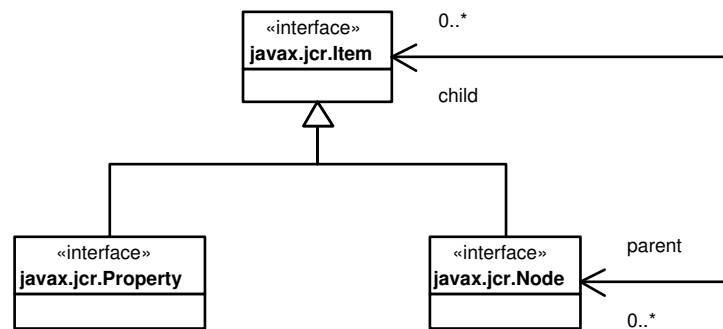 «interface»
javax.jcr.Item
0..*
child
«interface»
javax.jcr.Property
«interface»
javax.jcr.Node
parent
0..*